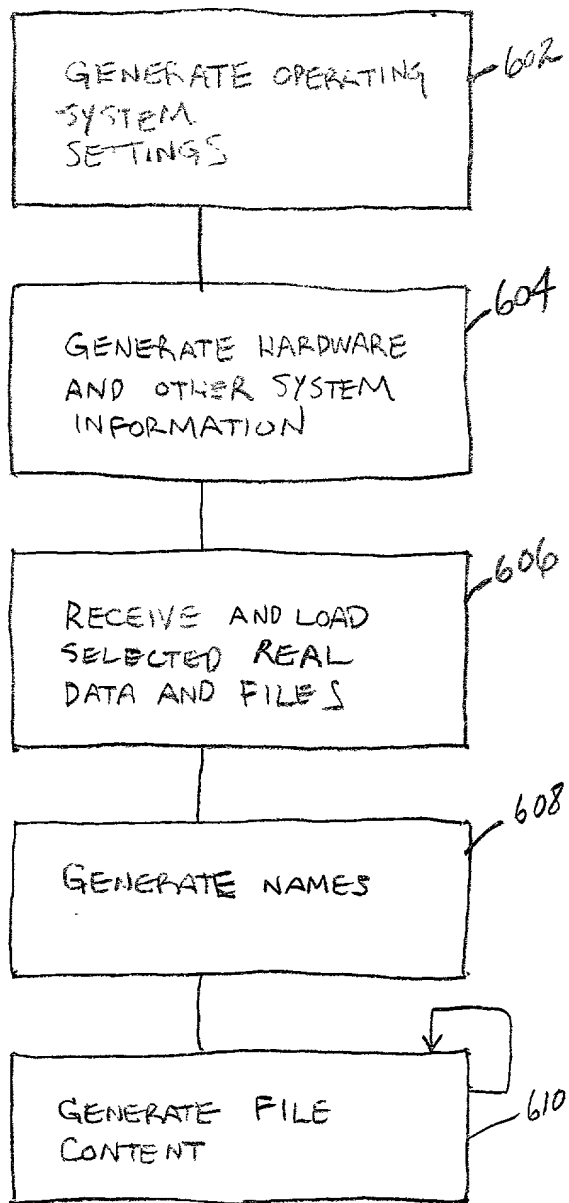 GENERATE OPERATING
SYSTEM
SETTINGS
602
GENERATE HARDWARE
AND OTHER SYSTEM
INFORMATION
604
RECEIVE AND LOAD
SELECTED REAL
DATA AND FILES
606
GENERATE NAMES
608
GENERATE FILE
CONTENT
610